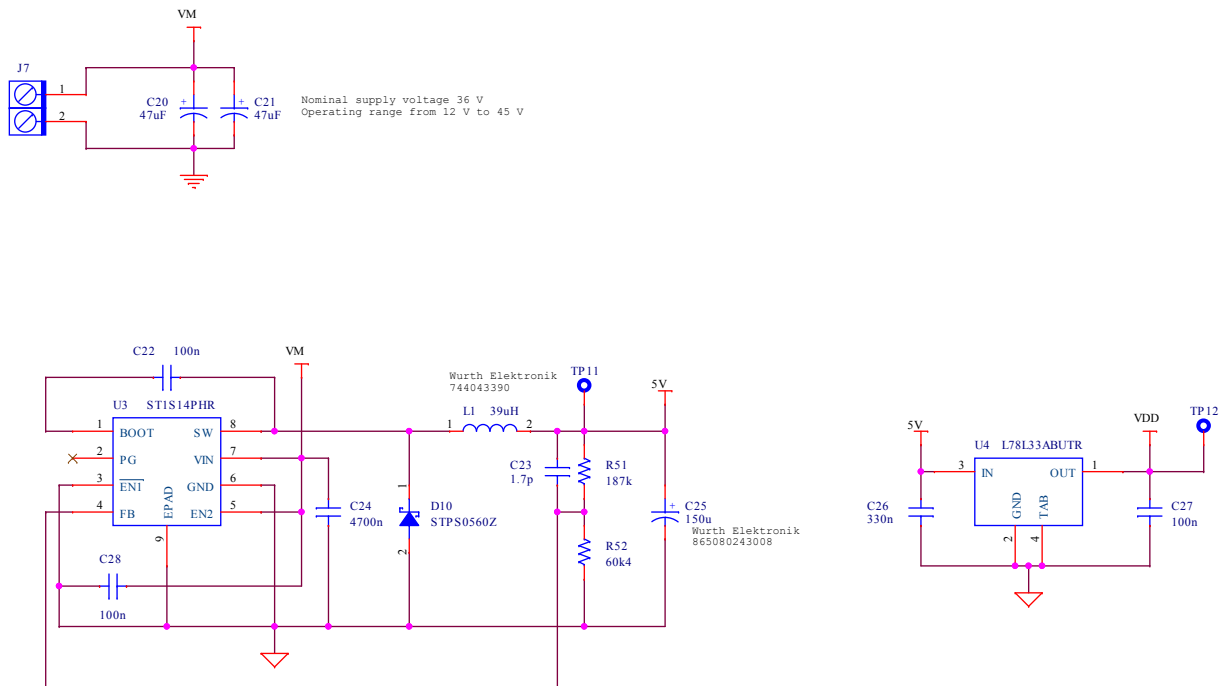 VM
J7
1
2
C20
47uF
+
C21
47uF
+
Nominal supply voltage 36 V
Operating range from 12 V to 45 V
C22 100n
VM
U3 ST1S14PHR
1 BOOT
2 PG
3 EN1
4 FB
SW 8
VIN 7
GND 6
EN2 5
EPAD
9
C28
100n
C24
4700n
1
D10
STPS0560Z
2
Wurth Elektronik
744043390
L1 39uH
1
2
TP11
5V
C23
1.7p
R51
187k
R52
60k4
+
C25
150u
Wurth Elektronik
865080243008
5V
U4 L78L33ABUTR
3 IN
OUT 1
GND
TAB
2
4
VDD
TP12
C26
330n
C27
100n